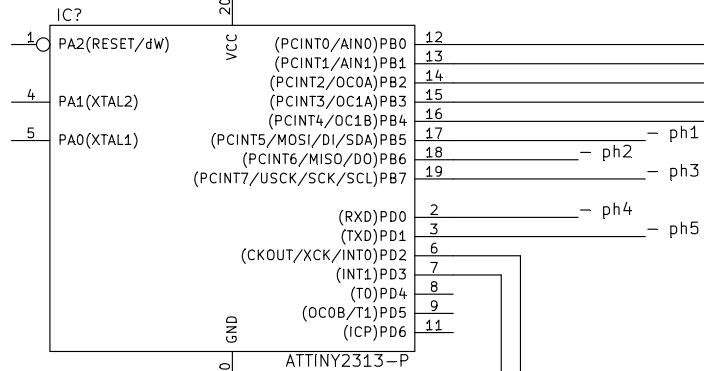 IC?
20
VCC
1 PA2(RESET/dW)
4 PA1(XTAL2)
5 PA0(XTAL1)
(PCINT0/AIN0)PB0 12
(PCINT1/AIN1)PB1 13
(PCINT2/OC0A)PB2 14
(PCINT3/OC1A)PB3 15
(PCINT4/OC1B)PB4 16
(PCINT5/MOSI/DI/SDA)PB5 17 - ph1
(PCINT6/MISO/DO)PB6 18 - ph2
(PCINT7/USCK/SCK/SCL)PB7 19 - ph3
(RXD)PD0 2 - ph4
(TXD)PD1 3 - ph5
(CKOUT/XCK/INT0)PD2 6
(INT1)PD3 7
(T0)PD4 8
(OC0B/T1)PD5 9
(ICP)PD6 11
GND
0
ATTINY2313-P